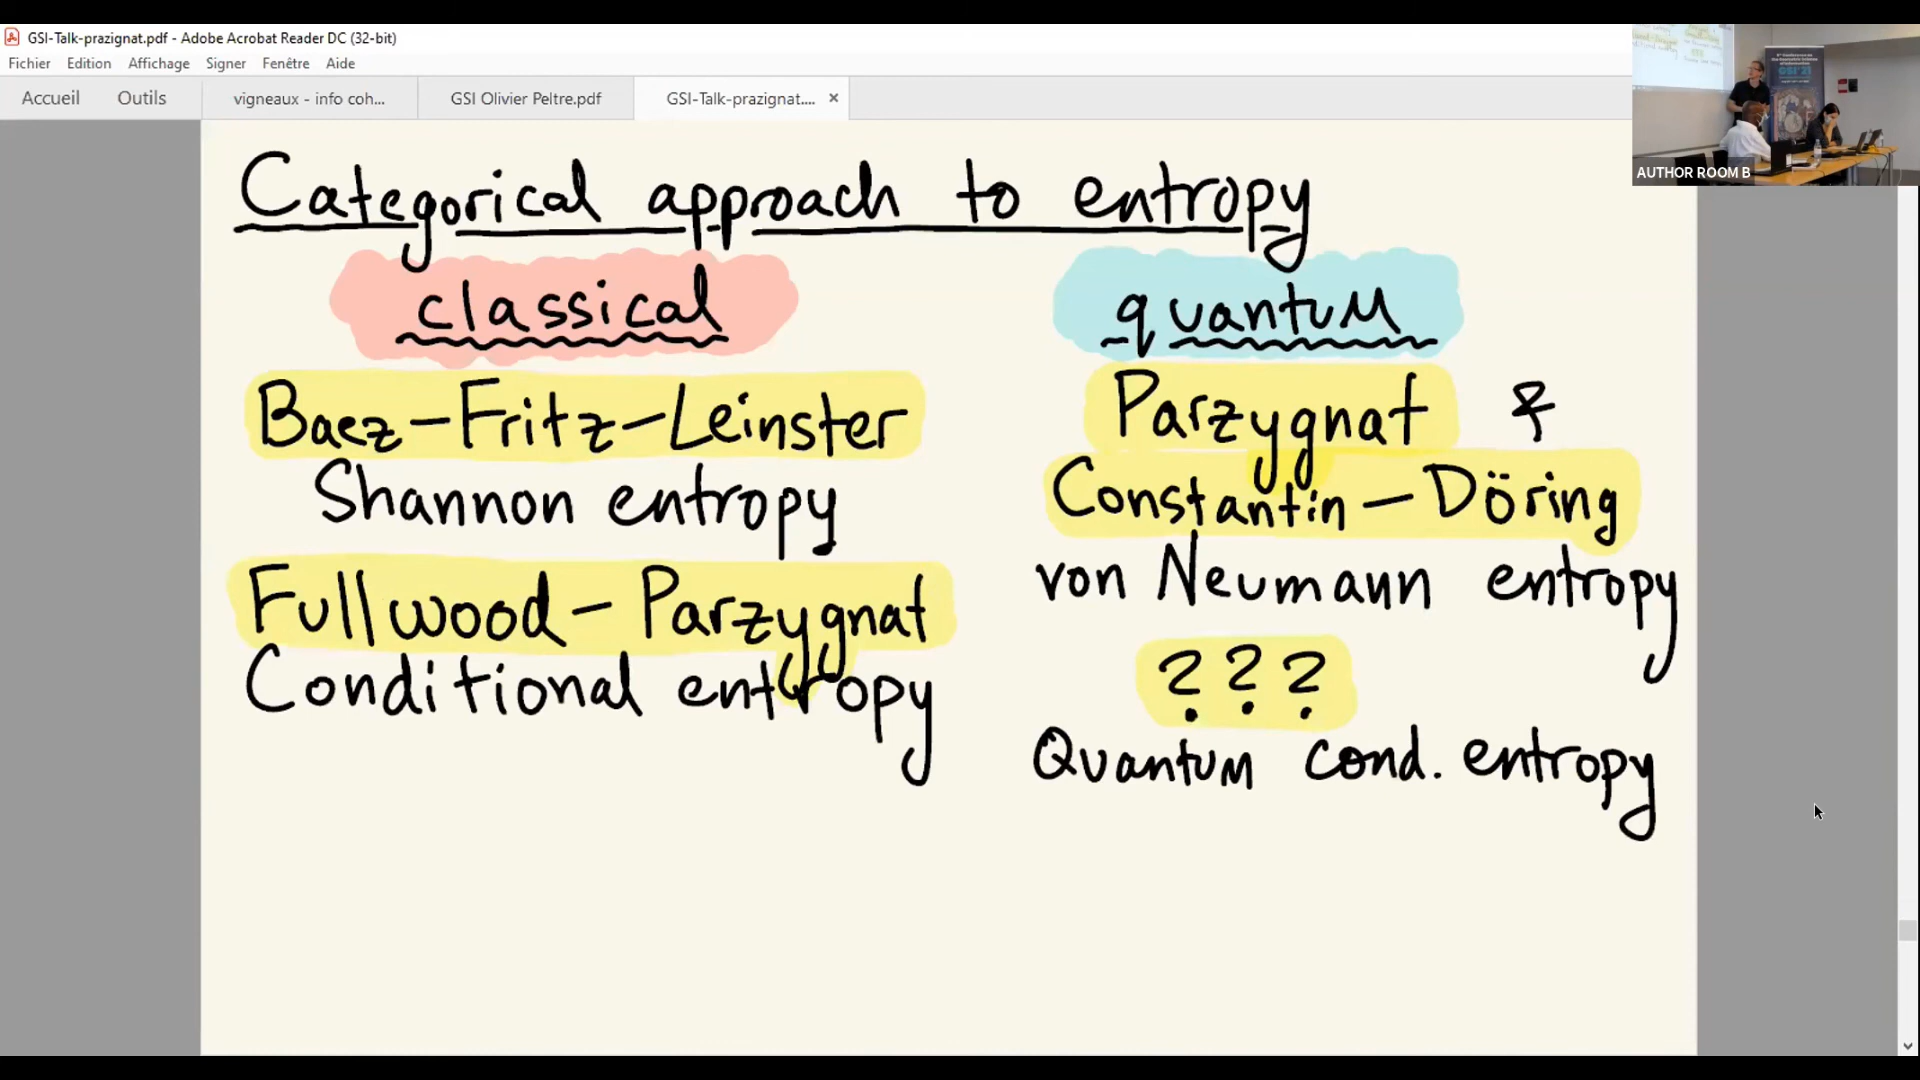 GSI-Talk-prazignat.pdf - Adobe Acrobat Reader DC (32-bit)
Fichier Edition Affichage Signer Fenêtre Aide
Accueil Outils vigneaux - info coh... GSI Olivier Peltre.pdf GSI-Talk-prazignat.... ×
AUTHOR ROOM B
GSI'21
Categorical approach to entropy
classical
Baez-Fritz-Leinster
Shannon entropy
Fullwood - Parzygnat
Conditional entropy
quantum
Parzygnat &
Constantin - Döring
von Neumann entropy
? ? ?
Quantum cond. entropy